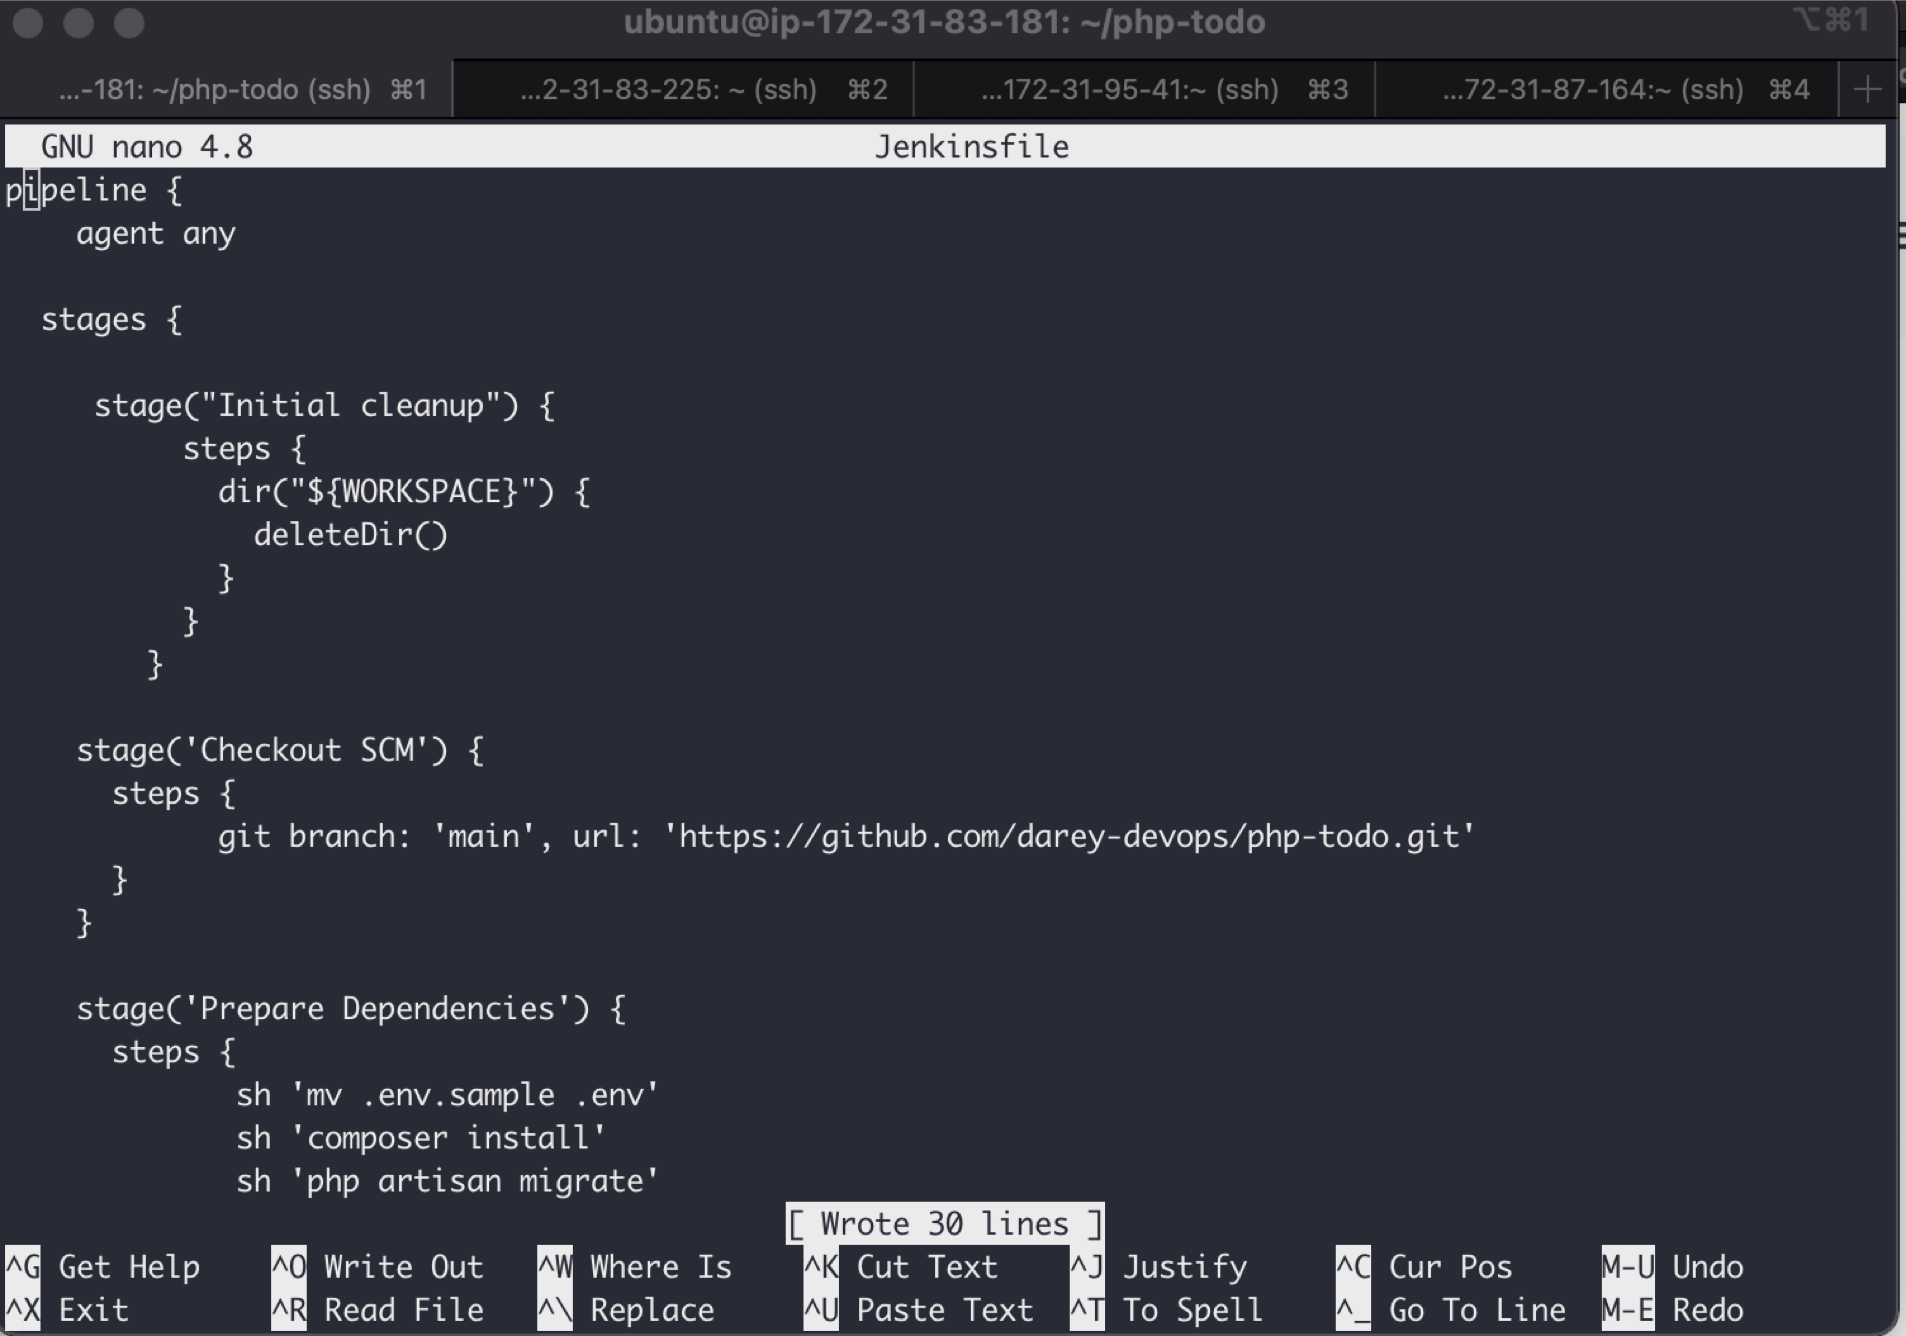 ubuntu@ip-172-31-83-181: ~/php-todo ⌥⌘1
...-181: ~/php-todo (ssh) ⌘1 ...2-31-83-225: ~ (ssh) ⌘2 ...172-31-95-41:~ (ssh) ⌘3 ...72-31-87-164:~ (ssh) ⌘4 +
GNU nano 4.8 Jenkinsfile
pipeline {
    agent any

  stages {

     stage("Initial cleanup") {
          steps {
            dir("${WORKSPACE}") {
              deleteDir()
            }
          }
        }

    stage('Checkout SCM') {
      steps {
            git branch: 'main', url: 'https://github.com/darey-devops/php-todo.git'
      }
    }

    stage('Prepare Dependencies') {
      steps {
             sh 'mv .env.sample .env'
             sh 'composer install'
             sh 'php artisan migrate'
[ Wrote 30 lines ]
^G Get Help ^O Write Out ^W Where Is ^K Cut Text ^J Justify ^C Cur Pos M-U Undo
^X Exit ^R Read File ^\ Replace ^U Paste Text ^T To Spell ^_ Go To Line M-E Redo